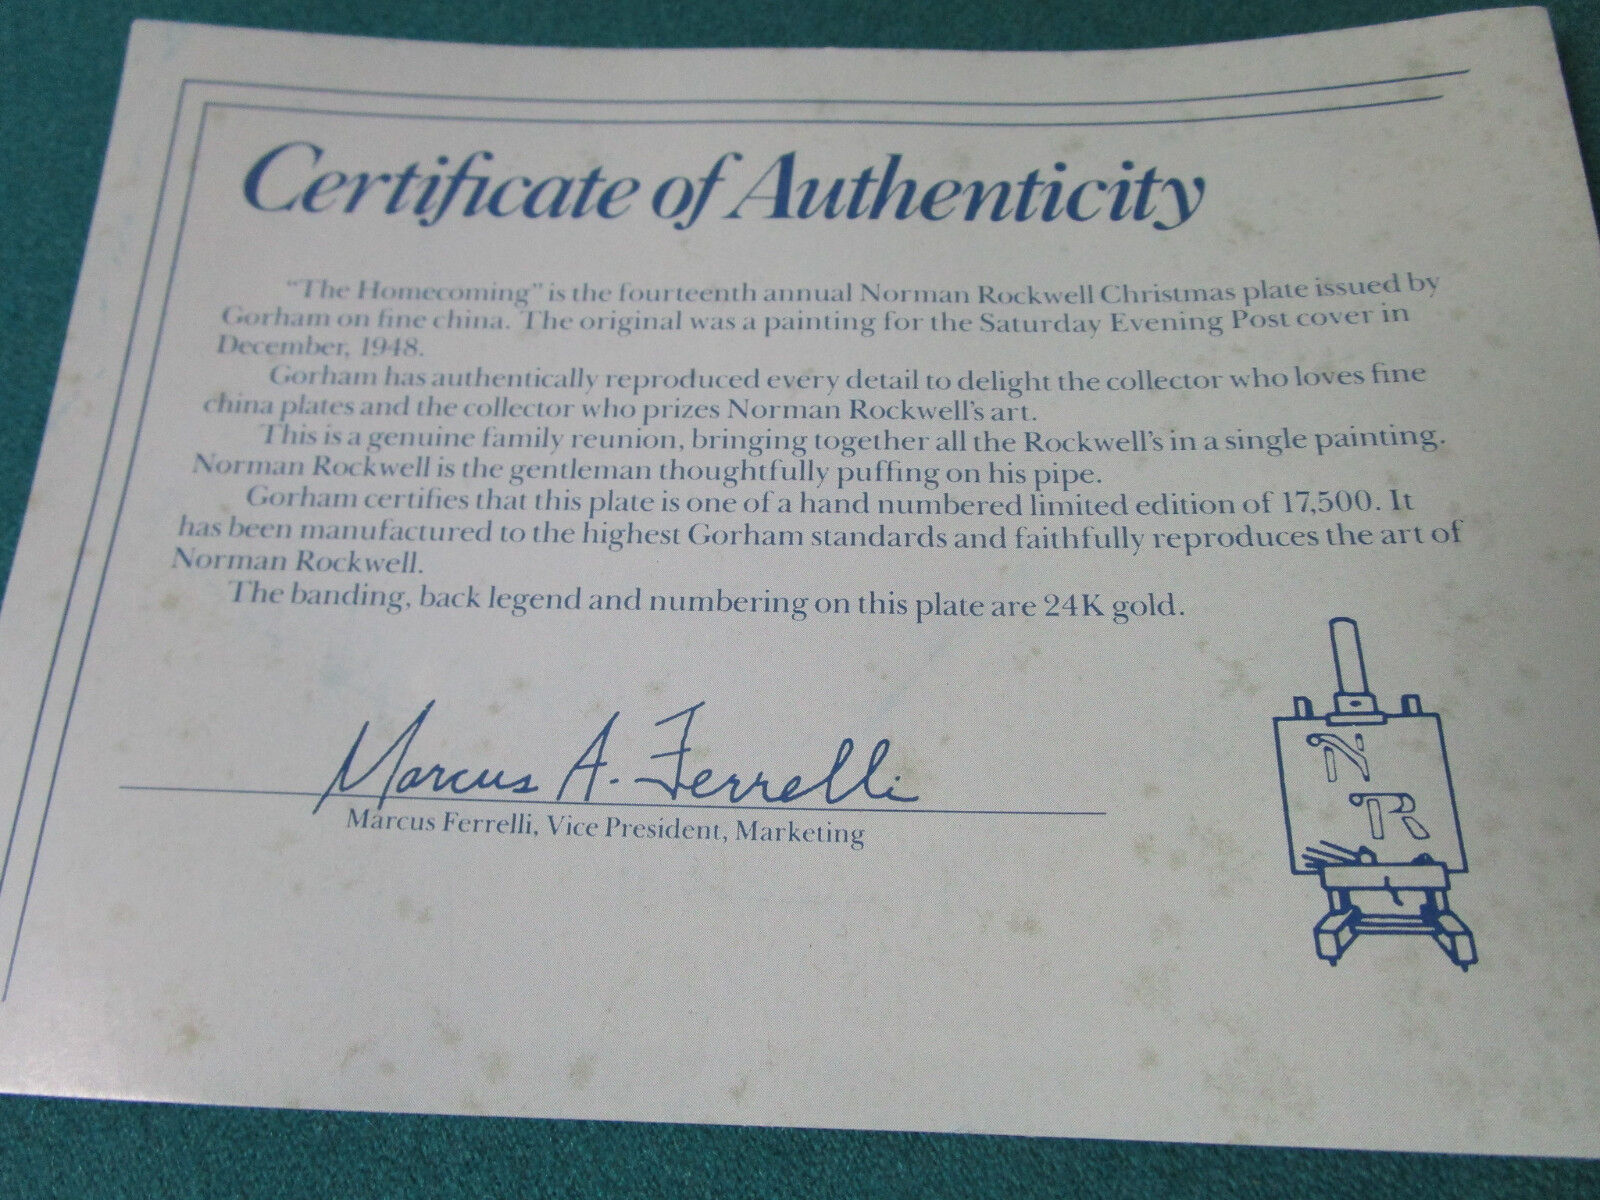 Certificate of Authenticity
"The Homecoming" is the fourteenth annual Norman Rockwell Christmas plate issued by
Gorham on fine china. The original was a painting for the Saturday Evening Post cover in
December, 1948.
Gorham has authentically reproduced every detail to delight the collector who loves fine
china plates and the collector who prizes Norman Rockwell's art.
This is a genuine family reunion, bringing together all the Rockwell's in a single painting.
Norman Rockwell is the gentleman thoughtfully puffing on his pipe.
Gorham certifies that this plate is one of a hand numbered limited edition of 17,500. It
has been manufactured to the highest Gorham standards and faithfully reproduces the art of
Norman Rockwell.
The banding, back legend and numbering on this plate are 24K gold.
Marcus A. Ferrelli
Marcus Ferrelli, Vice President, Marketing
N
R